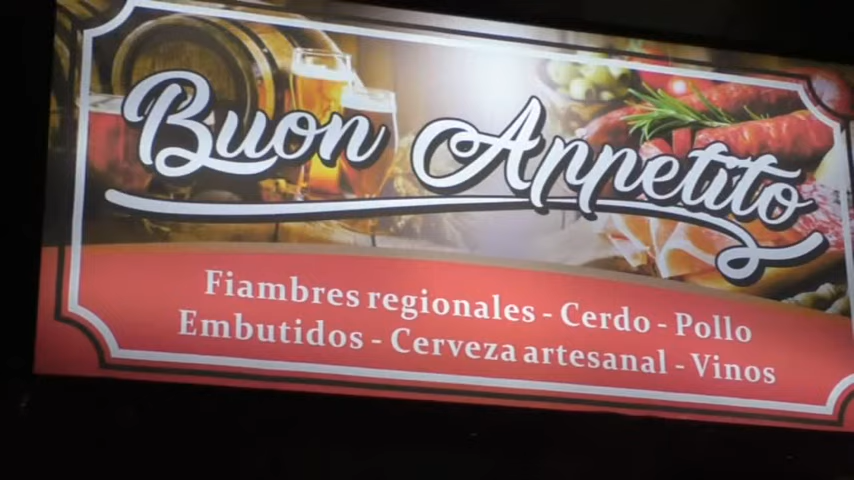 Buon Appetito
Fiambres regionales - Cerdo - Pollo
Embutidos - Cerveza artesanal - Vinos